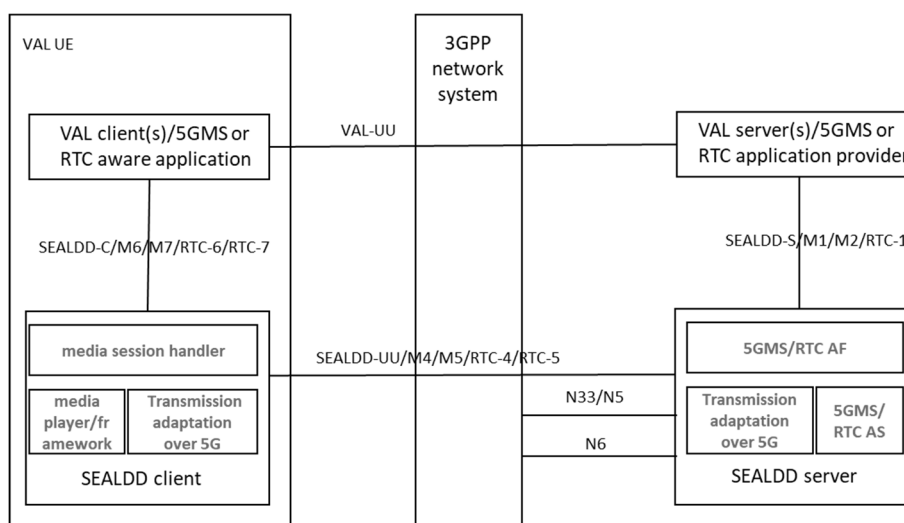 VAL UE
3GPP
network
system
VAL client(s)/5GMS or
RTC aware application
VAL-UU
VAL server(s)/5GMS or
RTC application provider
SEALDD-C/M6/M7/RTC-6/RTC-7
SEALDD-S/M1/M2/RTC-1
media session handler
media
player/fr
amework
Transmission
adaptation
over 5G
SEALDD client
SEALDD-UU/M4/M5/RTC-4/RTC-5
N33/N5
N6
5GMS/RTC AF
Transmission
adaptation
over 5G
5GMS/
RTC AS
SEALDD server